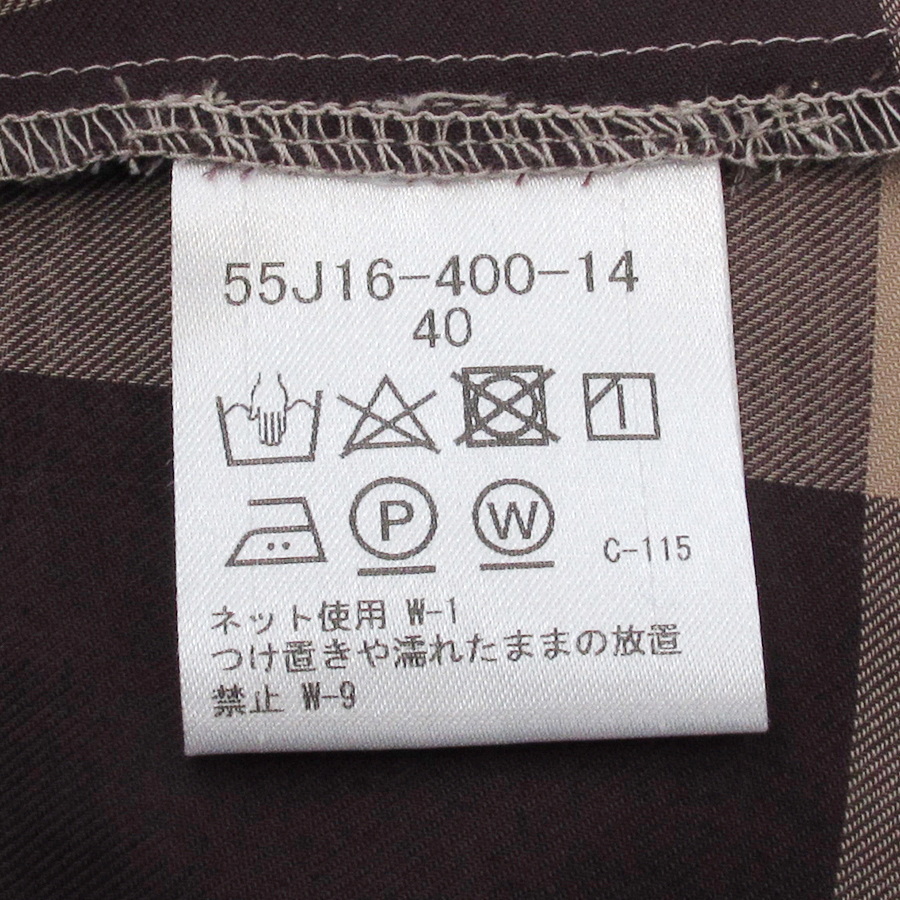 55J16-400-14
40
P W C-115
ネット使用 W-1
つけ置きや濡れたままの放置
禁止 W-9